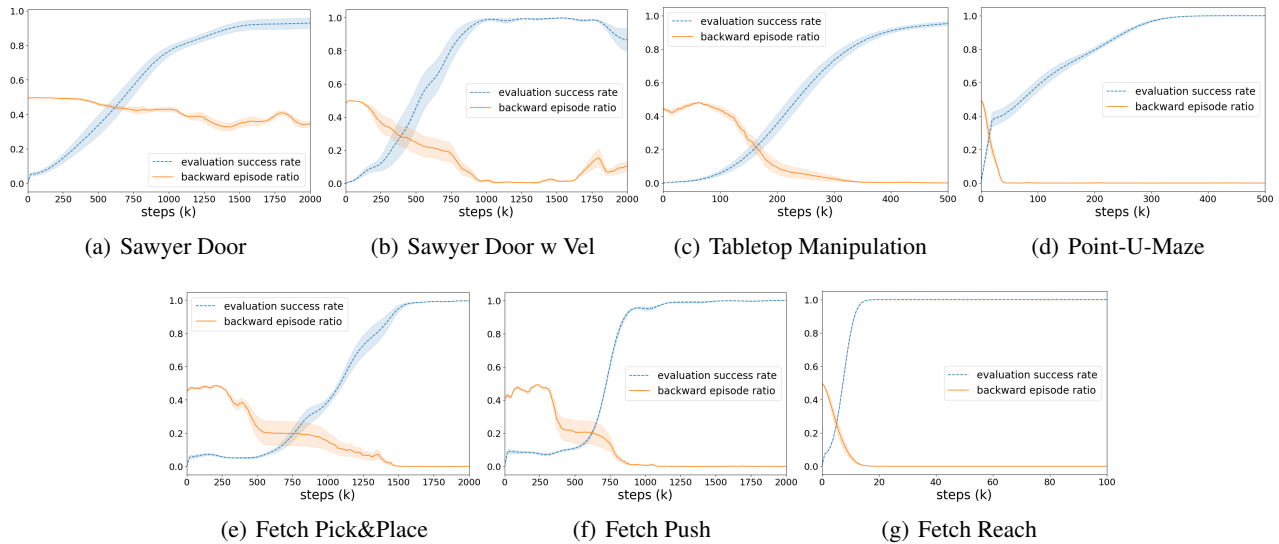 1.0
0.8
0.6
0.4
0.2
0.0
evaluation success rate
backward episode ratio
0 250 500 750 1000 1250 1500 1750 2000
steps (k)
(a) Sawyer Door
1.0
0.8
0.6
0.4
0.2
0.0
evaluation success rate
backward episode ratio
0 250 500 750 1000 1250 1500 1750 2000
steps (k)
(b) Sawyer Door w Vel
1.0
0.8
0.6
0.4
0.2
0.0
evaluation success rate
backward episode ratio
0 100 200 300 400 500
steps (k)
(c) Tabletop Manipulation
1.0
0.8
0.6
0.4
0.2
0.0
evaluation success rate
backward episode ratio
0 100 200 300 400 500
steps (k)
(d) Point-U-Maze
1.0
0.8
0.6
0.4
0.2
0.0
evaluation success rate
backward episode ratio
0 250 500 750 1000 1250 1500 1750 2000
steps (k)
(e) Fetch Pick&Place
1.0
0.8
0.6
0.4
0.2
0.0
evaluation success rate
backward episode ratio
0 250 500 750 1000 1250 1500 1750 2000
steps (k)
(f) Fetch Push
1.0
0.8
0.6
0.4
0.2
0.0
evaluation success rate
backward episode ratio
0 20 40 60 80 100
steps (k)
(g) Fetch Reach